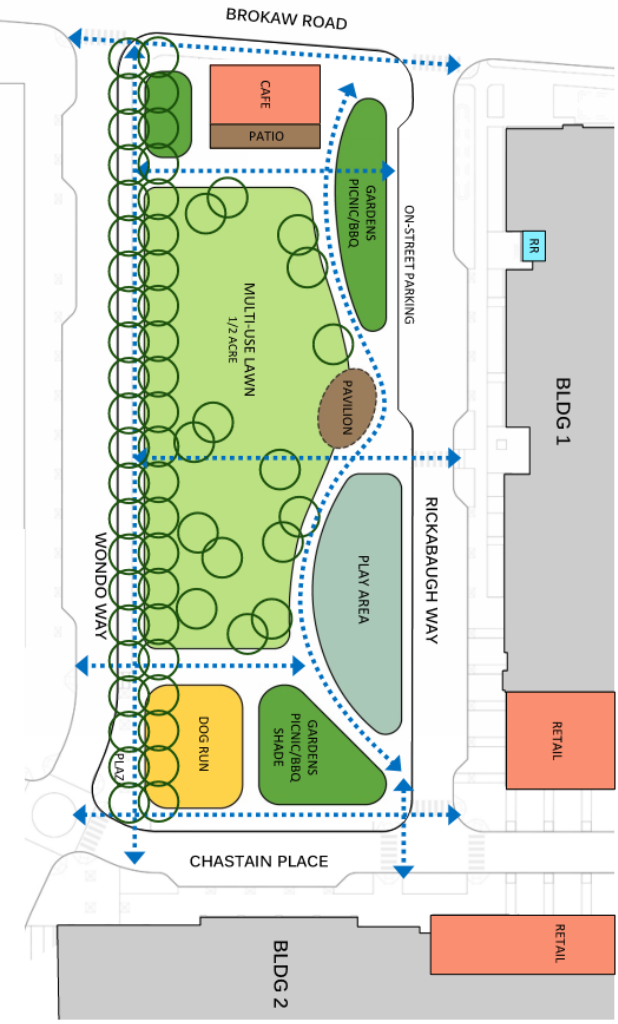 BROKAW ROAD
CAFE
PATIO
GARDENS
PICNIC/BBQ
ON-STREET PARKING
RR
MULTI-USE LAWN
1/2 ACRE
PAVILION
BLDG 1
PLAY AREA
RICKABAUGH WAY
WONDO WAY
DOG RUN
GARDENS
PICNIC/BBQ
SHADE
RETAIL
PLAZ
CHASTAIN PLACE
BLDG 2
RETAIL